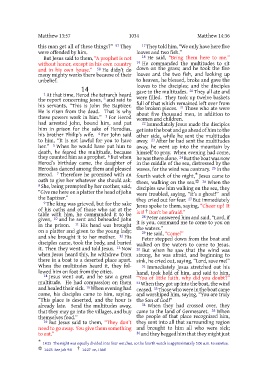 Matthew 13:57
1034
Matthew 14:36
this man get all of these things?” 57 They
were offended by him.
But Jesus said to them, “A prophet is not
without honor, except in his own country
and in his own house.” 58 He didn’t do
many mighty works there because of their
unbelief.
14
1 At that time, Herod the tetrarch heard
the report concerning Jesus, 2 and said to
his servants, “This is John the Baptizer.
He is risen from the dead. That is why
these powers work in him.” 3 For Herod
had arrested John, bound him, and put
him in prison for the sake of Herodias,
his brother Philip’s wife. 4 For John said
to him, “It is not lawful for you to have
her.” 5 When he would have put him to
death, he feared the multitude, because
they counted him as a prophet. 6 But when
Herod’s birthday came, the daughter of
Herodias danced among them and pleased
Herod. 7 Therefore he promised with an
oath to give her whatever she should ask.
8 She, being prompted by her mother, said,
“Give me here on a platter the head of John
the Baptizer.”
9 The king was grieved, but for the sake
of his oaths and of those who sat at the
table with him, he commanded it to be
given, 10 and he sent and beheaded John
in the prison. 11 His head was brought
on a platter and given to the young lady;
and she brought it to her mother. 12 His
disciples came, took the body, and buried
it. Then they went and told Jesus. 13 Now
when Jesus heard this, he withdrew from
there in a boat to a deserted place apart.
When the multitudes heard it, they fol-
lowed him on foot from the cities.
14 Jesus went out, and he saw a great
multitude. He had compassion on them
and healed their sick. 15 When evening had
come, his disciples came to him, saying,
“This place is deserted, and the hour is
already late. Send the multitudes away,
that they may go into the villages, and buy
themselves food.”
16 But Jesus said to them, “They don’t
need to go away. You give them something
to eat.”
17 They told him, “We only have here five
loaves and two fish.”
18 He said, “Bring them here to me.”
19 He commanded the multitudes to sit
down on the grass; and he took the five
loaves and the two fish, and looking up
to heaven, he blessed, broke and gave the
loaves to the disciples; and the disciples
gave to the multitudes. 20 They all ate and
were filled. They took up twelve baskets
full of that which remained left over from
the broken pieces. 21 Those who ate were
about five thousand men, in addition to
women and children.
22 Immediately Jesus made the disciples
get into the boat and go ahead of him to the
other side, while he sent the multitudes
away. 23 After he had sent the multitudes
away, he went up into the mountain by
himself to pray. When evening had come,
he was there alone. 24 But the boat was now
in the middle of the sea, distressed by the
waves, for the wind was contrary. 25 In the
fourth watch of the night, Jesus came to
them, walking on the sea. 26 When the
disciples saw him walking on the sea, they
were troubled, saying, “It’s a ghost!” and
they cried out for fear. 27 But immediately
Jesus spoke to them, saying, “Cheer up! It
is I! Don’t be afraid.”
28 Peter answered him and said, “Lord, if
it is you, command me to come to you on
the waters.”
29 He said, “Come!”
Peter stepped down from the boat and
walked on the waters to come to Jesus.
30 But when he saw that the wind was
strong, he was afraid, and beginning to
sink, he cried out, saying, “Lord, save me!”
31 Immediately Jesus stretched out his
hand, took hold of him, and said to him,
“You of little faith, why did you doubt?”
32 When they got up into the boat, the wind
ceased. 33 Those who were in the boat came
and worshiped him, saying, “You are truly
the Son of God!”
34 When they had crossed over, they
came to the land of Gennesaret. 35 When
the people of that place recognized him,
they sent into all that surrounding region
and brought to him all who were sick;
36 and they begged him that they might just